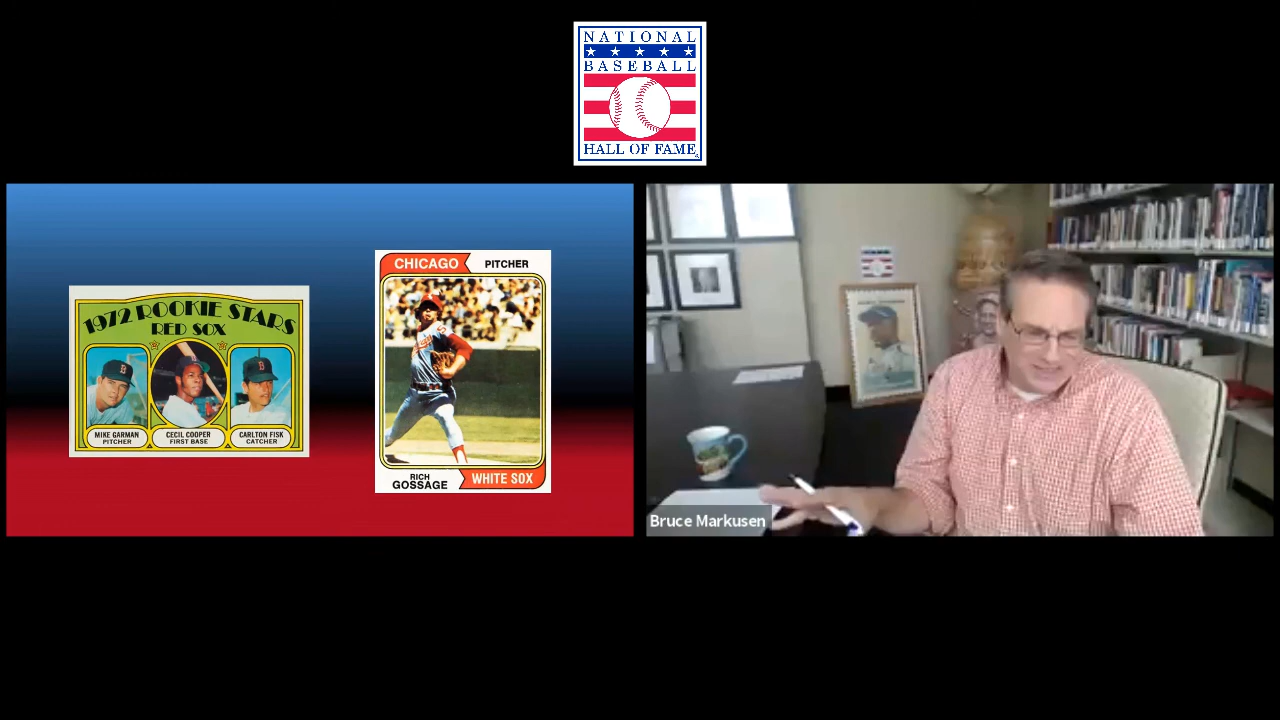 NATIONAL
BASEBALL
HALL OF FAME
1972 ROOKIE STARS
RED SOX
MIKE GARMAN
PITCHER
CECIL COOPER
FIRST BASE
CARLTON FISK
CATCHER
CHICAGO
PITCHER
RICH
GOSSAGE
WHITE SOX
Bruce Markusen